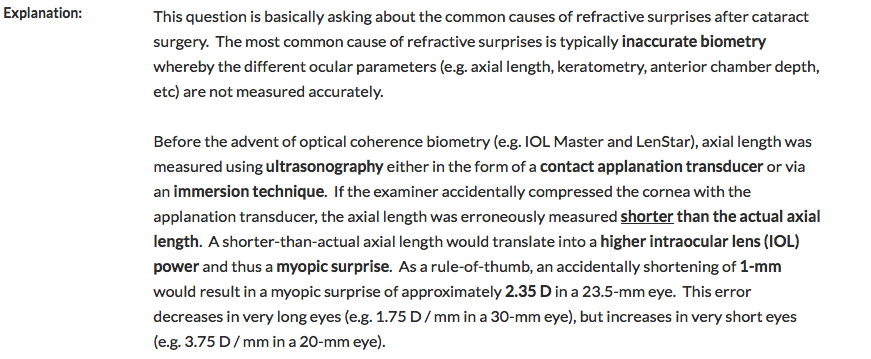 Explanation:
This question is basically asking about the common causes of refractive surprises after cataract
surgery. The most common cause of refractive surprises is typically inaccurate biometry
whereby the different ocular parameters (e.g. axial length, keratometry, anterior chamber depth,
etc) are not measured accurately.
Before the advent of optical coherence biometry (e.g. IOL Master and LenStar), axial length was
measured using ultrasonography either in the form of a contact applanation transducer or via
an immersion technique. If the examiner accidentally compressed the cornea with the
applanation transducer, the axial length was erroneously measured shorter than the actual axial
length. A shorter-than-actual axial length would translate into a higher intraocular lens (IOL)
power and thus a myopic surprise. As a rule-of-thumb, an accidentally shortening of 1-mm
would result in a myopic surprise of approximately 2.35 D in a 23.5-mm eye. This error
decreases in very long eyes (e.g. 1.75 D / mm in a 30-mm eye), but increases in very short eyes
(e.g. 3.75 D / mm in a 20-mm eye).